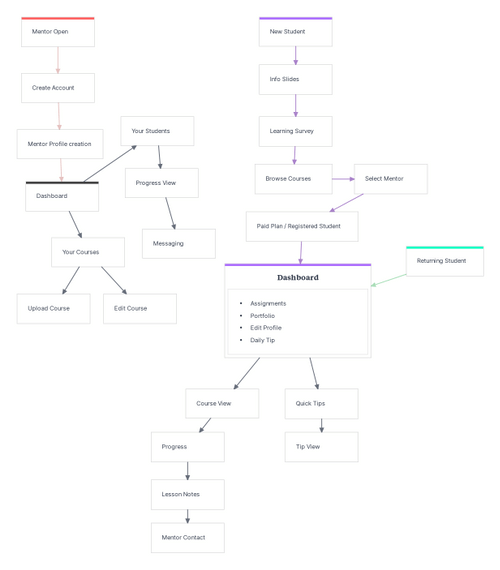 Mentor Open
Create Account
Mentor Profile creation
Dashboard
Your Students
Progress View
Messaging
Your Courses
Upload Course
Edit Course
New Student
Info Slides
Learning Survey
Browse Courses
Select Mentor
Paid Plan / Registered Student
Returning Student
Dashboard
• Assignments
• Portfolio
• Edit Profile
• Daily Tip
Course View
Quick Tips
Progress
Tip View
Lesson Notes
Mentor Contact